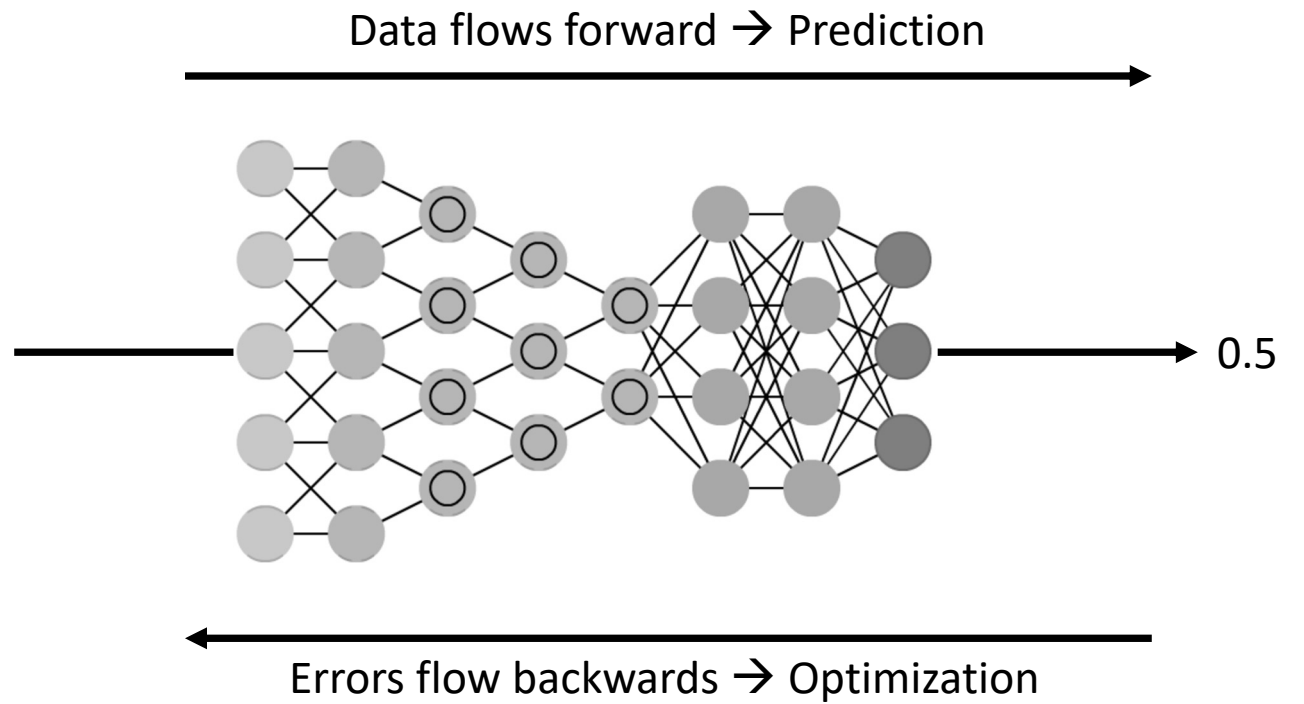 Data flows forward → Prediction
0.5
Errors flow backwards → Optimization